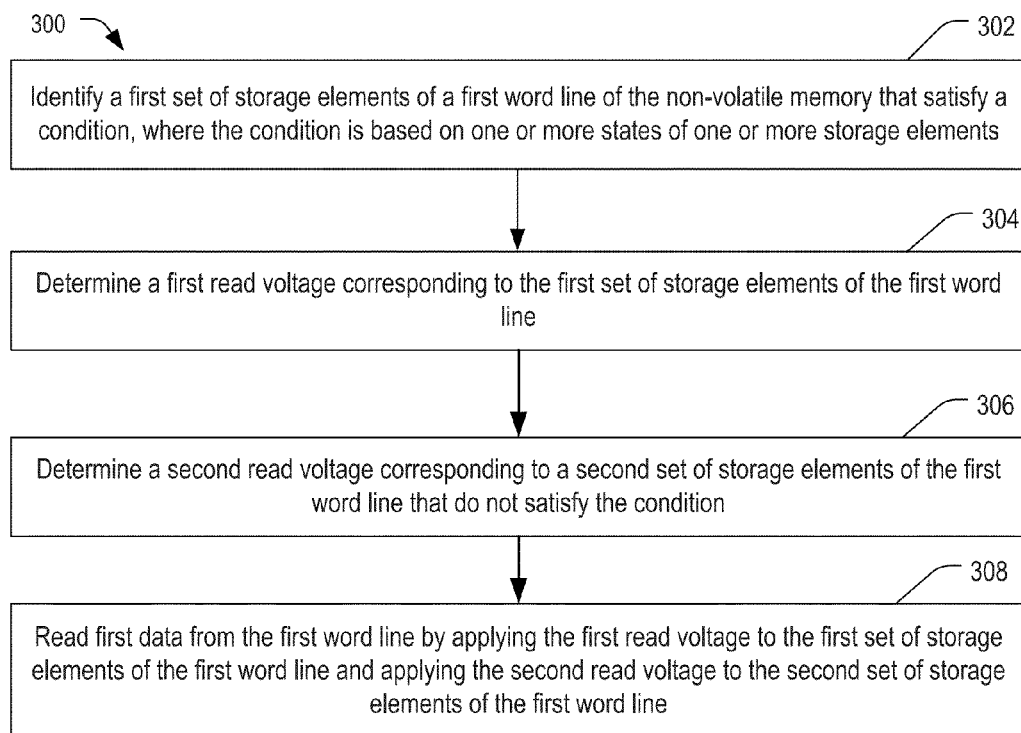 300
302
Identify a first set of storage elements of a first word line of the non-volatile memory that satisfy a
condition, where the condition is based on one or more states of one or more storage elements
304
Determine a first read voltage corresponding to the first set of storage elements of the first word
line
306
Determine a second read voltage corresponding to a second set of storage elements of the first
word line that do not satisfy the condition
308
Read first data from the first word line by applying the first read voltage to the first set of storage
elements of the first word line and applying the second read voltage to the second set of storage
elements of the first word line